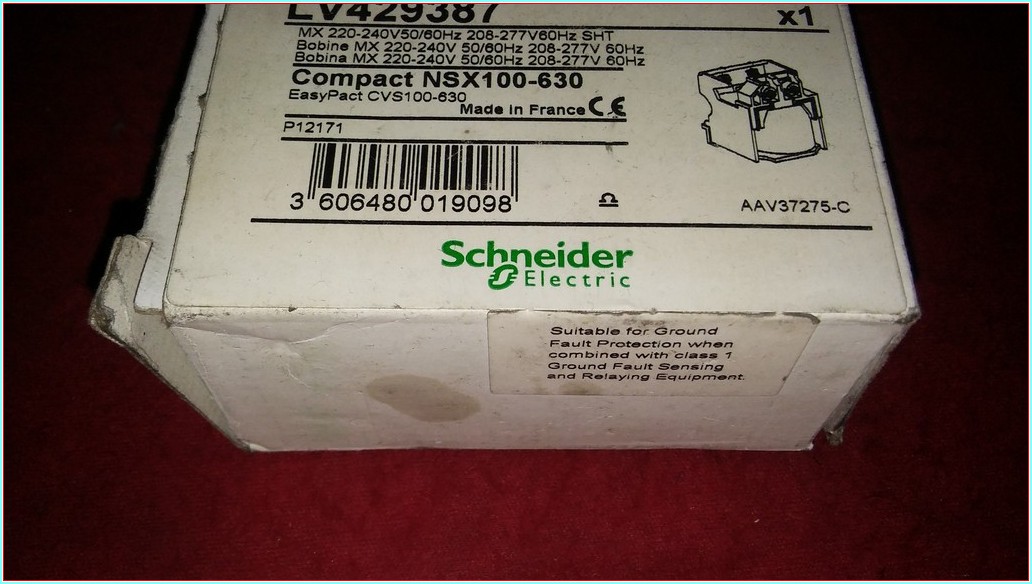 LV429387
x1
MX 220-240V50/60Hz 208-277V60Hz SHT
Bobine MX 220-240V 50/60Hz 208-277V 60Hz
Bobina MX 220-240V 50/60Hz 208-277V 60Hz
Compact NSX100-630
EasyPact CVS100-630
Made in France CE
P12171
3 606480 019098
AAV37275-C
Schneider
Electric
Suitable for Ground
Fault Protection when
combined with class 1
Ground Fault Sensing
and Relaying Equipment.